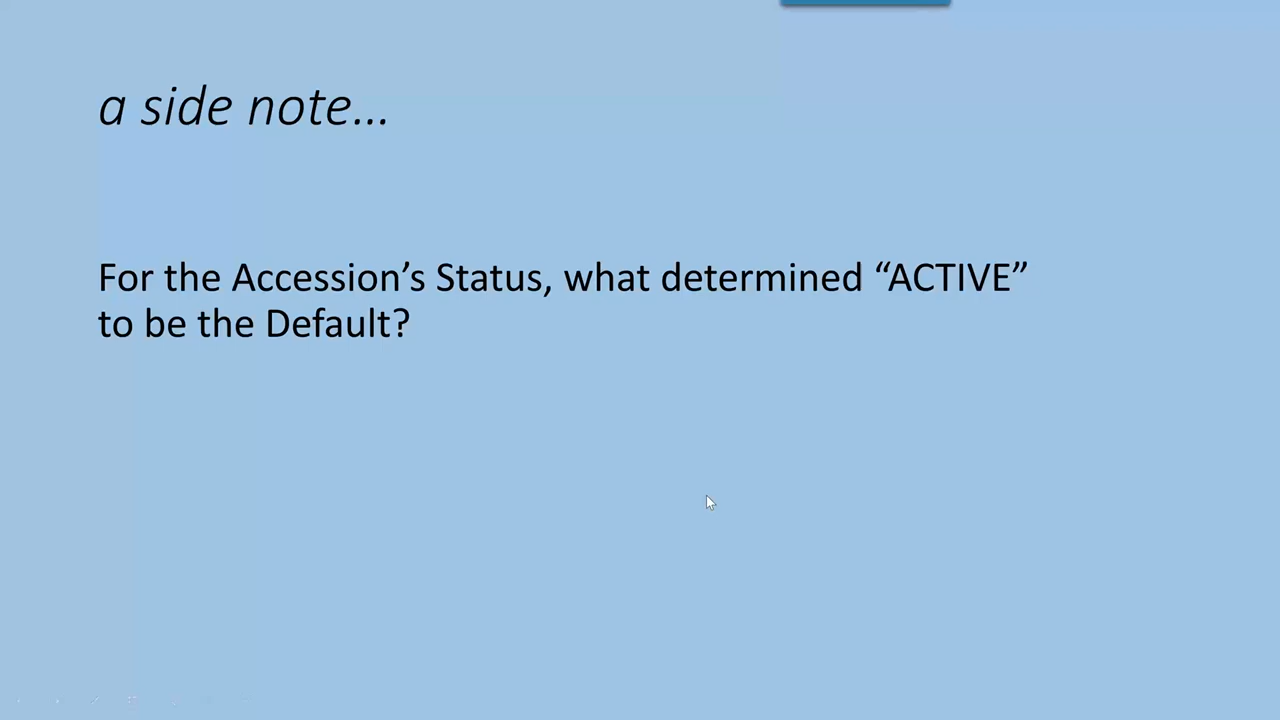 a side note...
For the Accession’s Status, what determined “ACTIVE”
to be the Default?